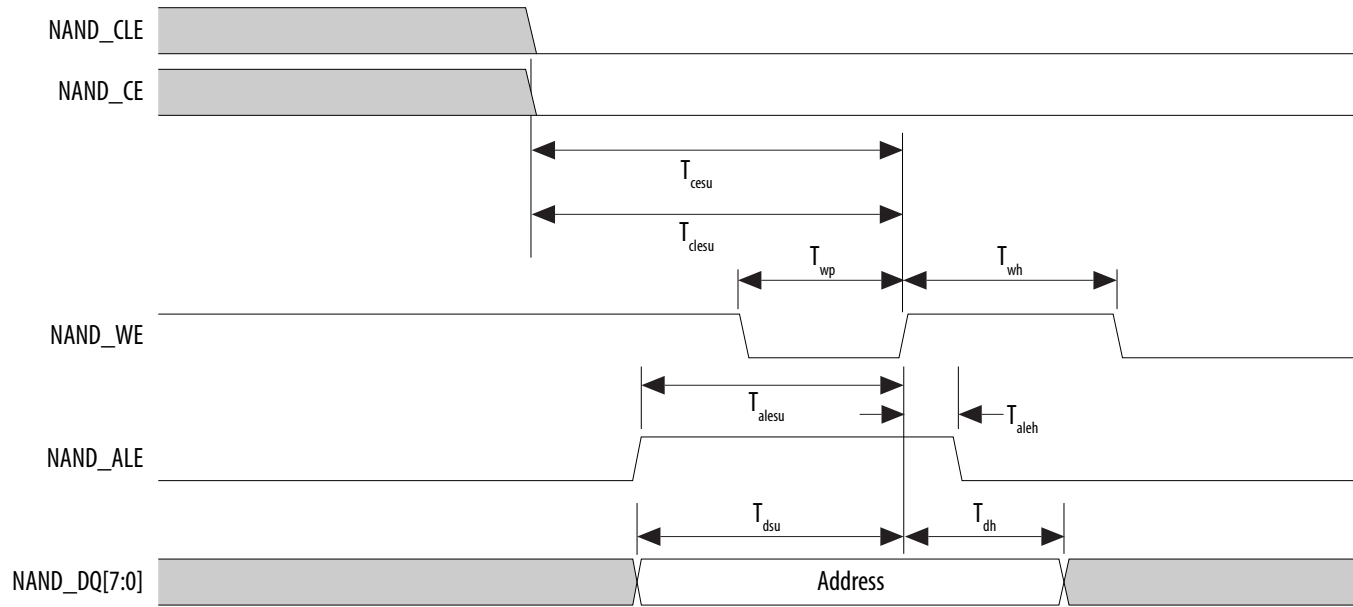 NAND_CLE
NAND_CE
T_cesu
T_clesu
T_wp
T_wh
NAND_WE
T_alesu
T_aleh
NAND_ALE
T_dsu
T_dh
NAND_DQ[7:0]
Address